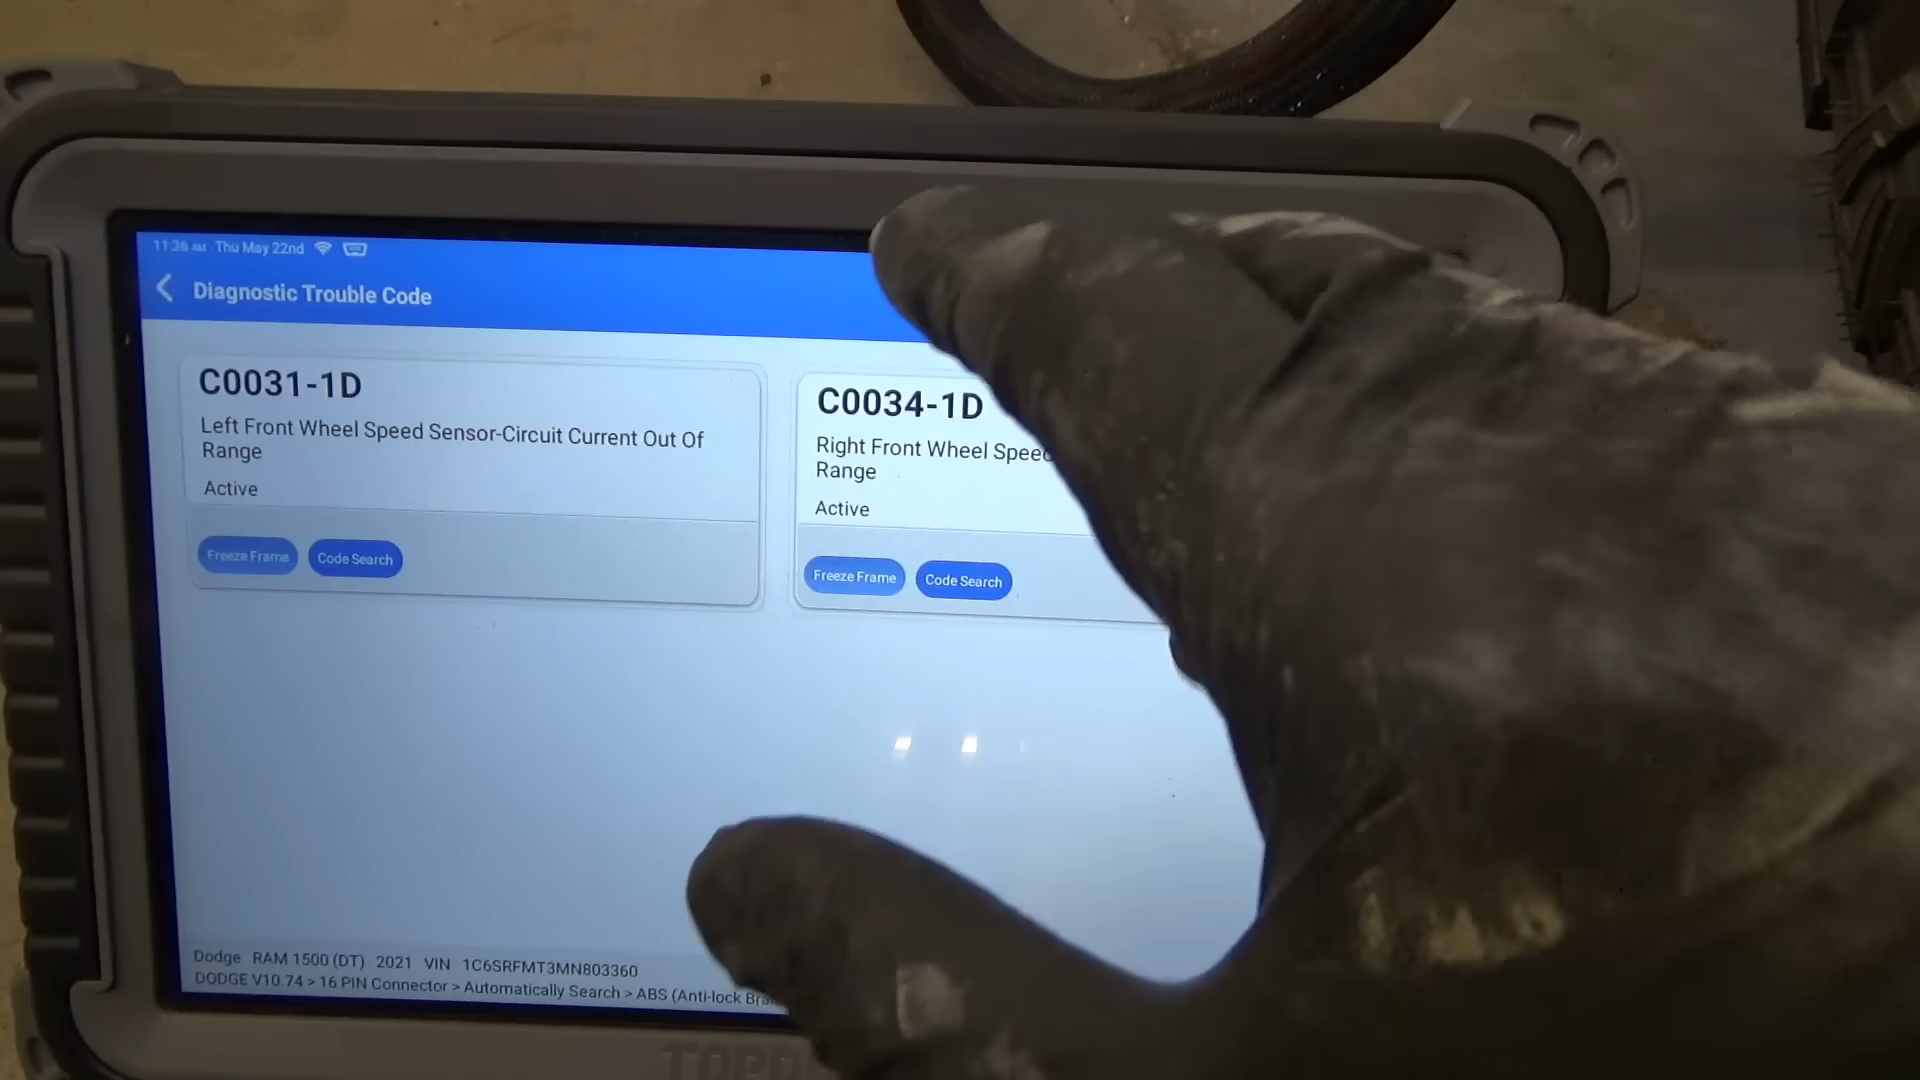 11:36 AM Thu May 22nd
Diagnostic Trouble Code
C0031-1D
Left Front Wheel Speed Sensor-Circuit Current Out Of
Range
Active
Freeze Frame Code Search
C0034-1D
Right Front Wheel Speed
Range
Active
Freeze Frame Code Search
Dodge RAM 1500 (DT) 2021 VIN 1C6SRFMT3MN803360
DODGE V10.74 > 16 PIN Connector > Automatically Search > ABS (Anti-lock Bra
TOPD